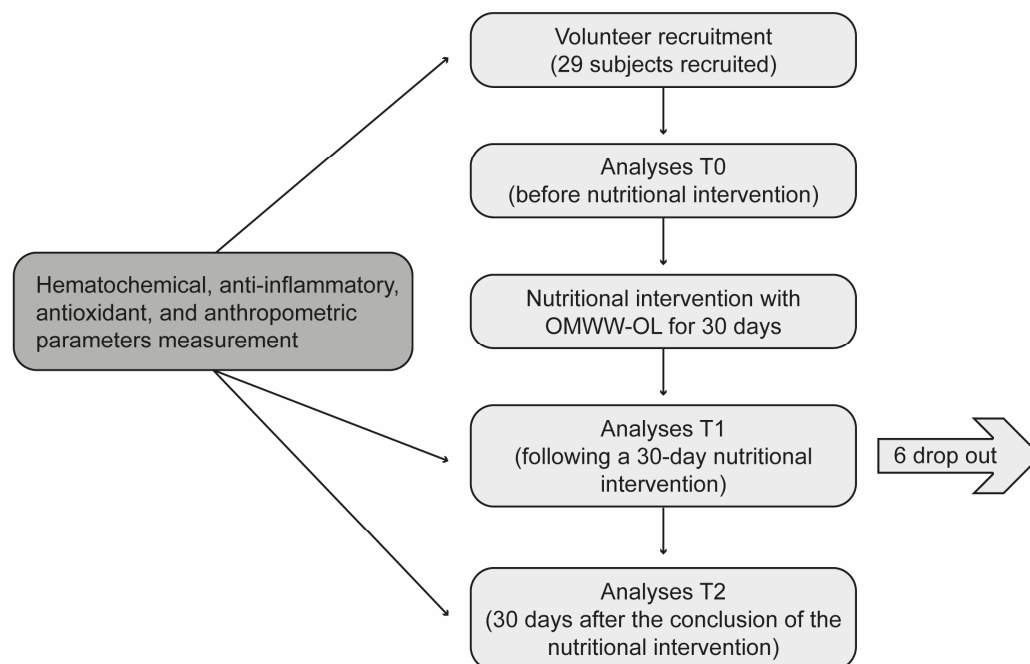 Volunteer recruitment
(29 subjects recruited)
Analyses T0
(before nutritional intervention)
Hematochemical, anti-inflammatory,
antioxidant, and anthropometric
parameters measurement
Nutritional intervention with
OMWW-OL for 30 days
Analyses T1
(following a 30-day nutritional
intervention)
6 drop out
Analyses T2
(30 days after the conclusion of the
nutritional intervention)